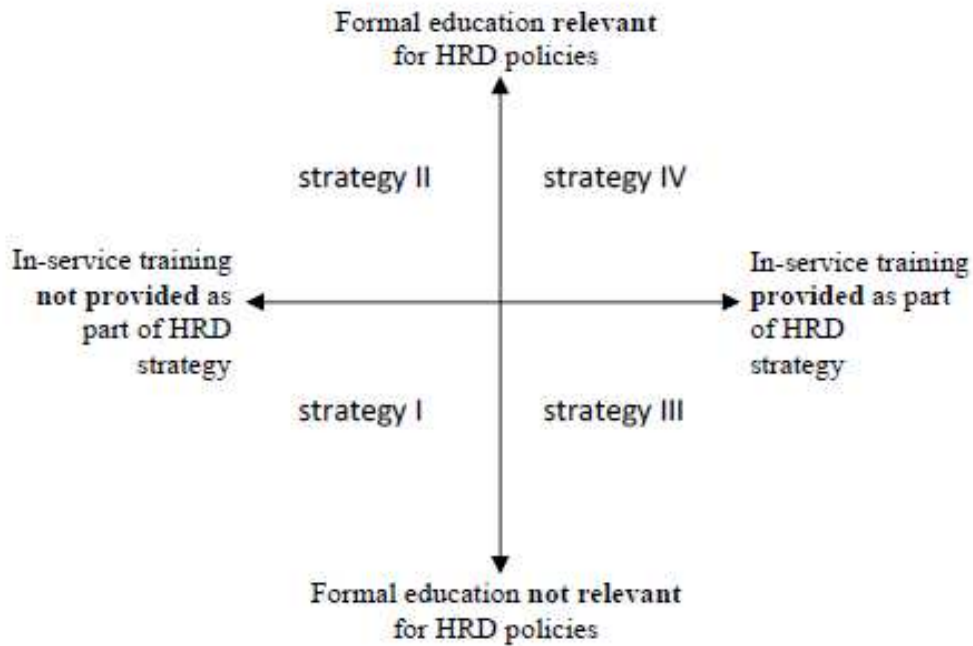 Formal education relevant
for HRD policies
strategy II
strategy IV
In-service training
not provided as
part of HRD
strategy
In-service training
provided as part
of HRD
strategy
strategy I
strategy III
Formal education not relevant
for HRD policies